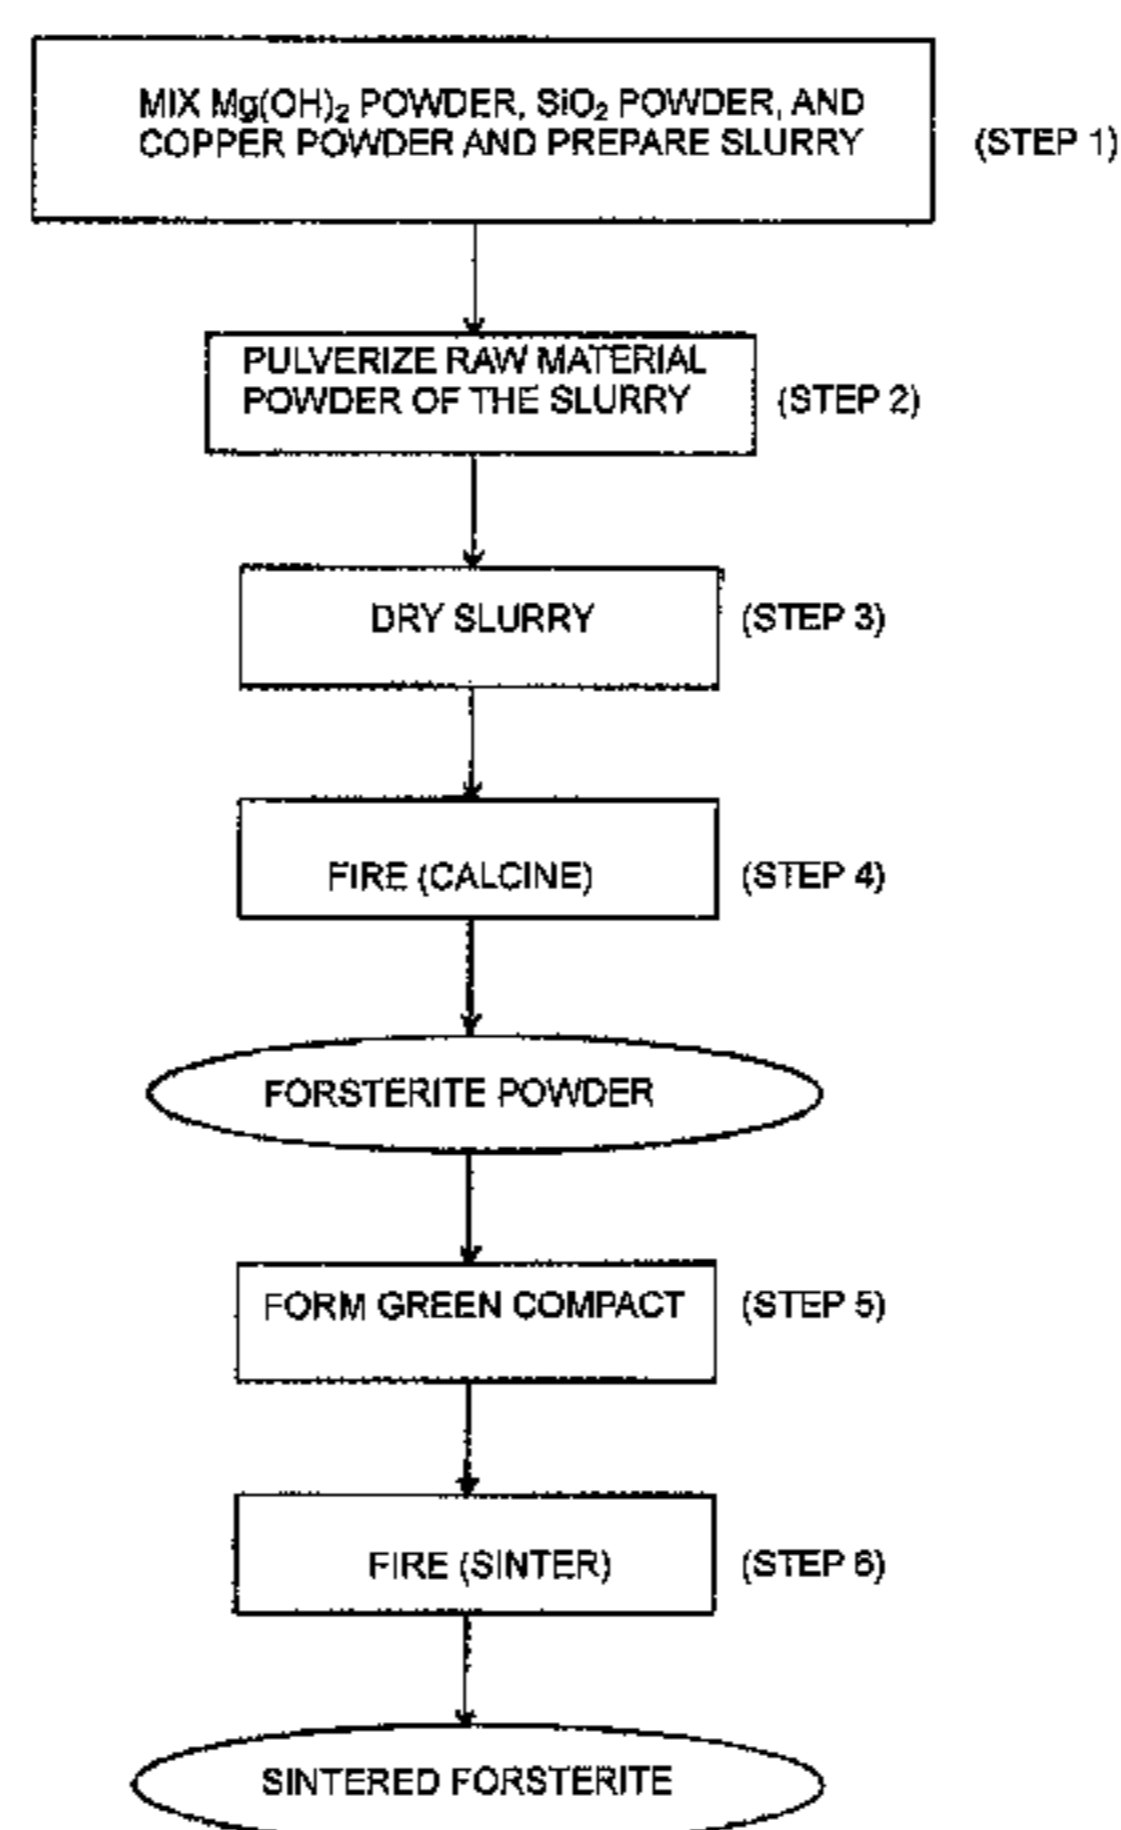 MIX Mg(OH)₂ POWDER, SiO₂ POWDER, AND
COPPER POWDER AND PREPARE SLURRY
(STEP 1)
PULVERIZE RAW MATERIAL
POWDER OF THE SLURRY
(STEP 2)
DRY SLURRY
(STEP 3)
FIRE (CALCINE)
(STEP 4)
FORSTERITE POWDER
FORM GREEN COMPACT
(STEP 5)
FIRE (SINTER)
(STEP 6)
SINTERED FORSTERITE